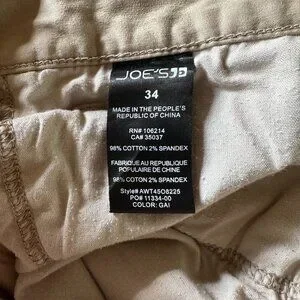 JOE'S
34
MADE IN THE PEOPLE'S
REPUBLIC OF CHINA
RN# 106214
CA# 35037
98% COTTON 2% SPANDEX
FABRIQUE AU REPUBLIQUE
POPULAIRE DE CHINE
98% COTON 2% SPANDEX
Style# AWT45O8225
PO# 11334-00
COLOR: GAI